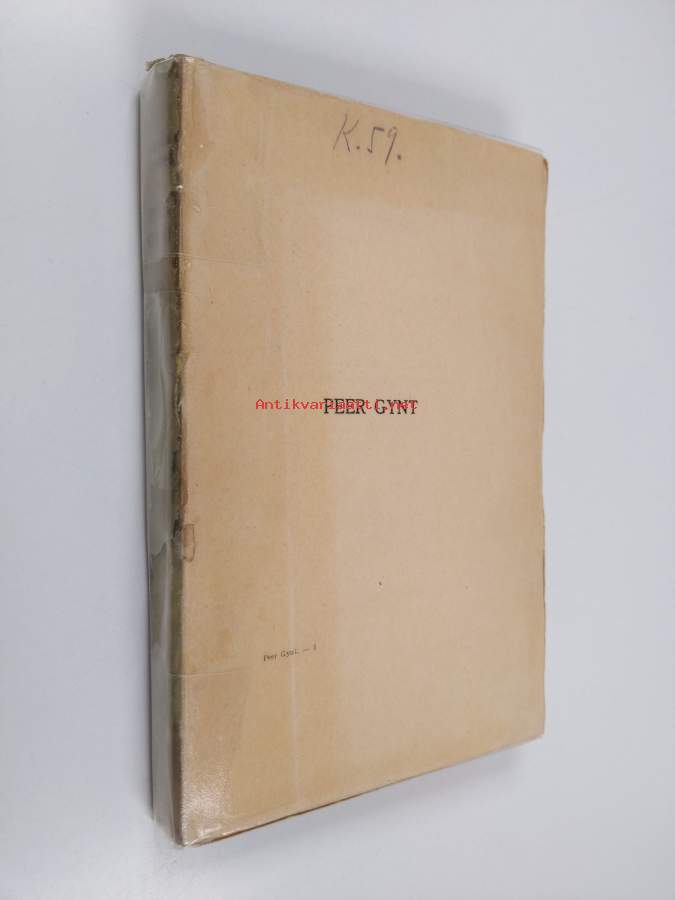 K.59.
PEER GYNT
Antikvariaatti.net
Peer Gynt. — 1